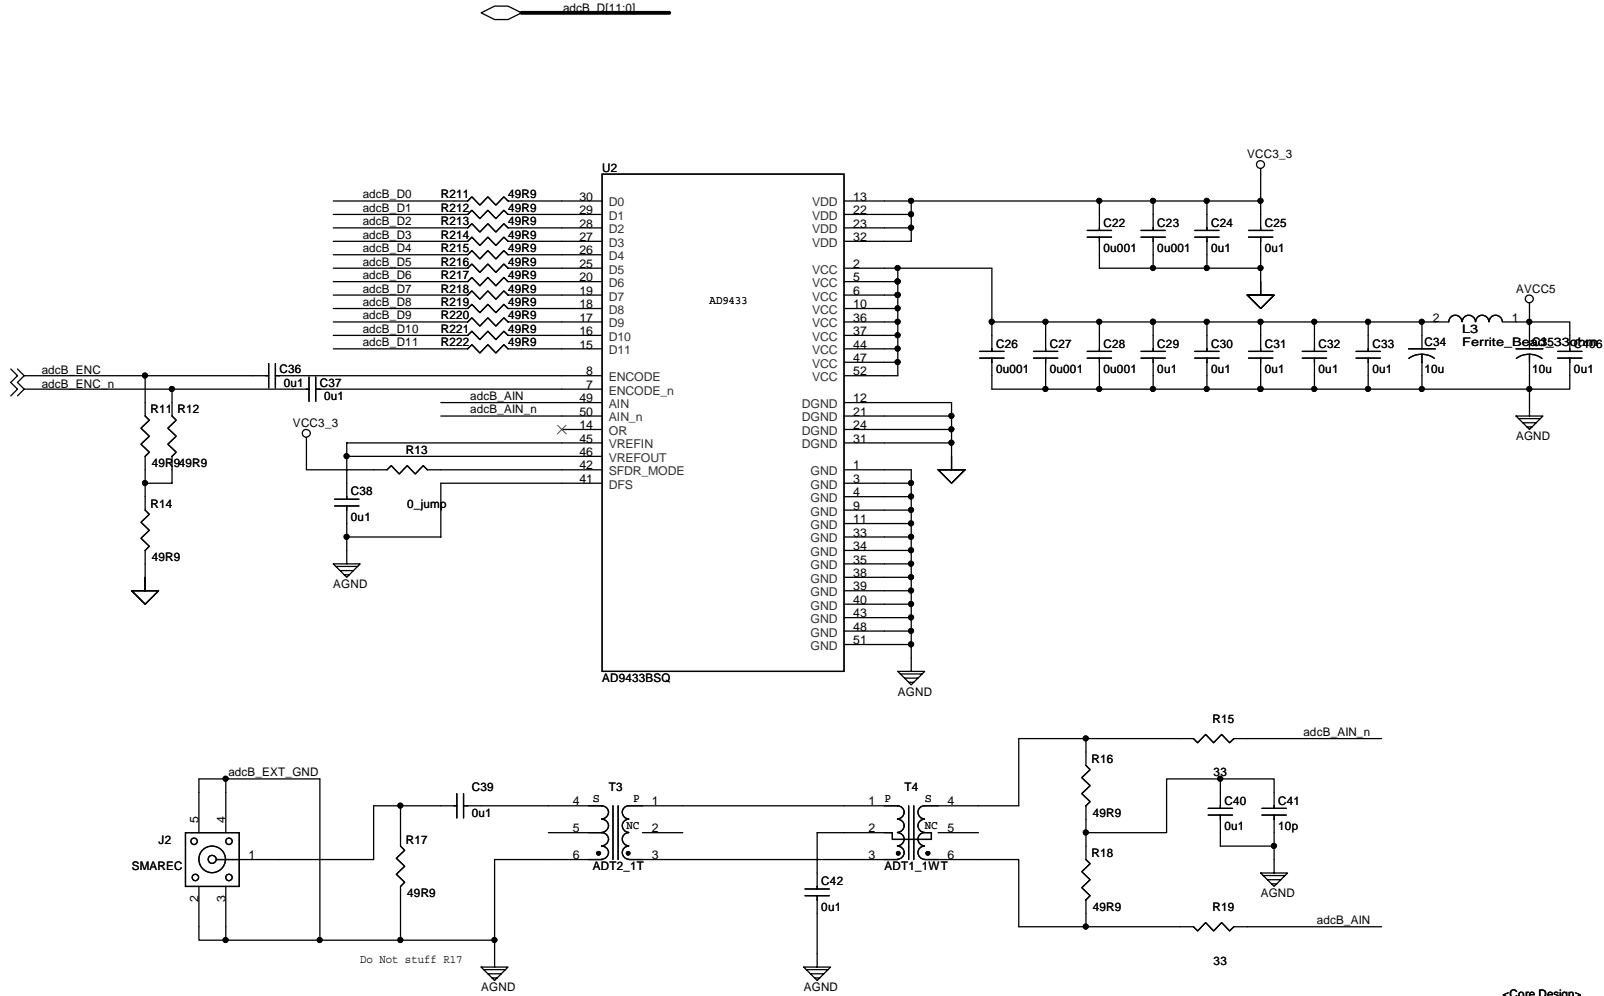 adcB_D[11:0]
VCC3_3
U2
adcB_D0 R211 49R9 30 D0 VDD 13
adcB_D1 R212 49R9 29 D1 VDD 22
adcB_D2 R213 49R9 28 D2 VDD 23
adcB_D3 R214 49R9 27 D3 VDD 32
adcB_D4 R215 49R9 26 D4
adcB_D5 R216 49R9 25 D5 VCC 2
adcB_D6 R217 49R9 20 D6 VCC 5
adcB_D7 R218 49R9 19 D7 VCC 6
adcB_D8 R219 49R9 18 D8 VCC 10
adcB_D9 R220 49R9 17 D9 VCC 36
adcB_D10 R221 49R9 16 D10 VCC 37
adcB_D11 R222 49R9 15 D11 VCC 44
VCC 47
VCC 52
AD9433
C22 C23 C24 C25
0u001 0u001 0u1 0u1
AVCC5
2 L3 1
Ferrite_Bead_33ohm
C26 C27 C28 C29 C30 C31 C32 C33 C34 C35 C406
0u001 0u001 0u001 0u1 0u1 0u1 0u1 0u1 10u 10u 0u1
AGND
adcB_ENC C36 0u1 8 ENCODE
adcB_ENC_n C37 0u1 7 ENCODE_n
adcB_AIN 49 AIN DGND 12
adcB_AIN_n 50 AIN_n DGND 21
14 OR DGND 24
45 VREFIN DGND 31
46 VREFOUT
42 SFDR_MODE GND 1
41 DFS GND 3
GND 4
GND 9
GND 11
GND 33
GND 34
GND 35
GND 38
GND 39
GND 40
GND 43
GND 48
GND 51
R11 R12
49R9 49R9
VCC3_3
R13
0_jump
C38
0u1
R14
49R9
AGND
AD9433BSQ
AGND
R15
adcB_AIN_n
33
adcB_EXT_GND
C39
0u1
T3
4 S P 1
5 NC 2
6 3
ADT2_1T
T4
1 P S 4
2 NC 5
3 6
ADT1_1WT
R16
49R9
C40 C41
0u1 10p
AGND
5 4
J2
SMAREC
1
2 3
R17
49R9
C42
0u1
R18
49R9
R19
adcB_AIN
33
Do Not stuff R17
AGND
AGND
<Core Design>